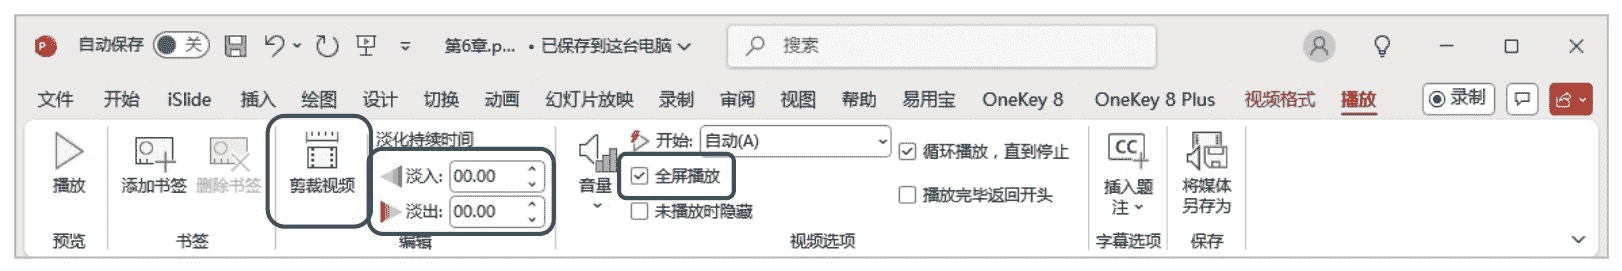 自动保存 关 第6章.p... • 已保存到这台电脑 搜索
文件 开始 iSlide 插入 绘图 设计 切换 动画 幻灯片放映 录制 审阅 视图 帮助 易用宝 OneKey 8 OneKey 8 Plus 视频格式 播放 录制
播放
预览
添加书签 删除书签
书签
剪裁视频
淡化持续时间
淡入: 00.00
淡出: 00.00
编辑
音量
开始: 自动(A)
全屏播放
未播放时隐藏
循环播放，直到停止
播放完毕返回开头
视频选项
CC
插入题
注
字幕选项
将媒体
另存为
保存